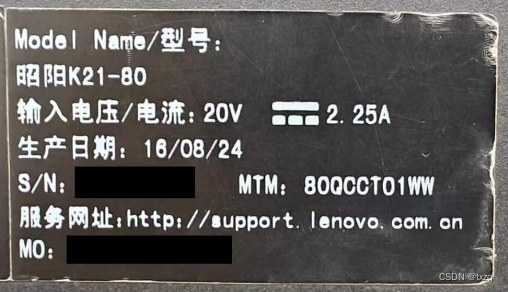 Model Name/型号:
昭阳K21-80
输入电压/电流: 20V ⎓ 2.25A
生产日期: 16/08/24
S/N: MTM: 80QCCTO1WW
服务网址:http://support.lenovo.com.cn
MO:
CSDN @txzq